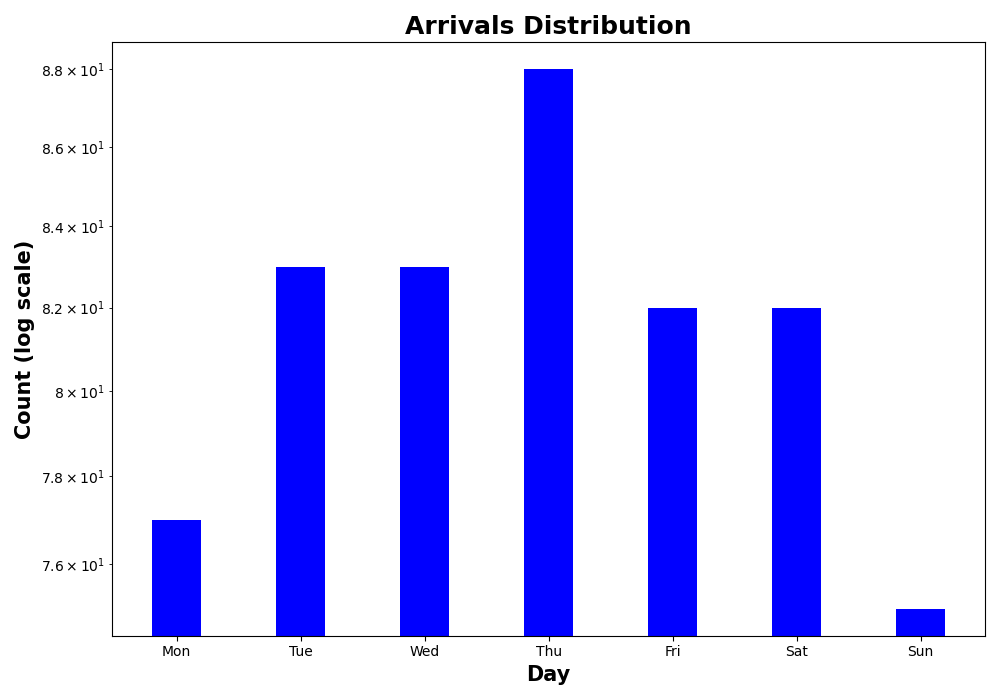 Arrivals Distribution
8.8 × 10¹
8.6 × 10¹
8.4 × 10¹
8.2 × 10¹
8 × 10¹
7.8 × 10¹
7.6 × 10¹
Count (log scale)
Mon Tue Wed Thu Fri Sat Sun
Day